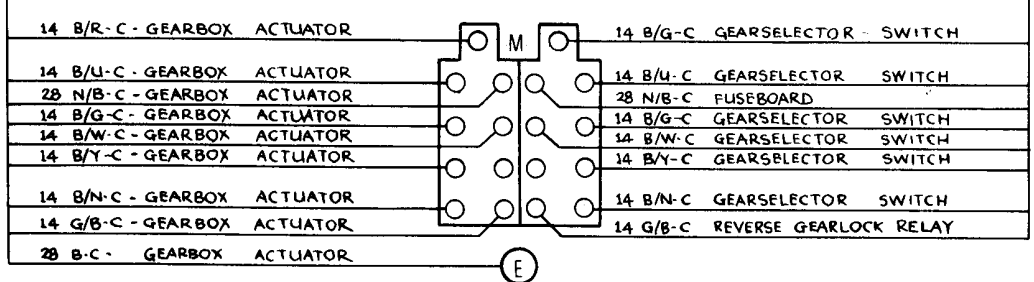 14 B/R-C - GEARBOX ACTUATOR
14 B/U-C - GEARBOX ACTUATOR
28 N/B-C - GEARBOX ACTUATOR
14 B/G-C - GEARBOX ACTUATOR
14 B/W-C - GEARBOX ACTUATOR
14 B/Y-C - GEARBOX ACTUATOR
14 B/N-C - GEARBOX ACTUATOR
14 G/B-C - GEARBOX ACTUATOR
28 B-C - GEARBOX ACTUATOR
M
E
14 B/G-C GEARSELECTOR SWITCH
14 B/U-C GEARSELECTOR SWITCH
28 N/B-C FUSEBOARD
14 B/G-C GEARSELECTOR SWITCH
14 B/W-C GEARSELECTOR SWITCH
14 B/Y-C GEARSELECTOR SWITCH
14 B/N-C GEARSELECTOR SWITCH
14 G/B-C REVERSE GEARLOCK RELAY